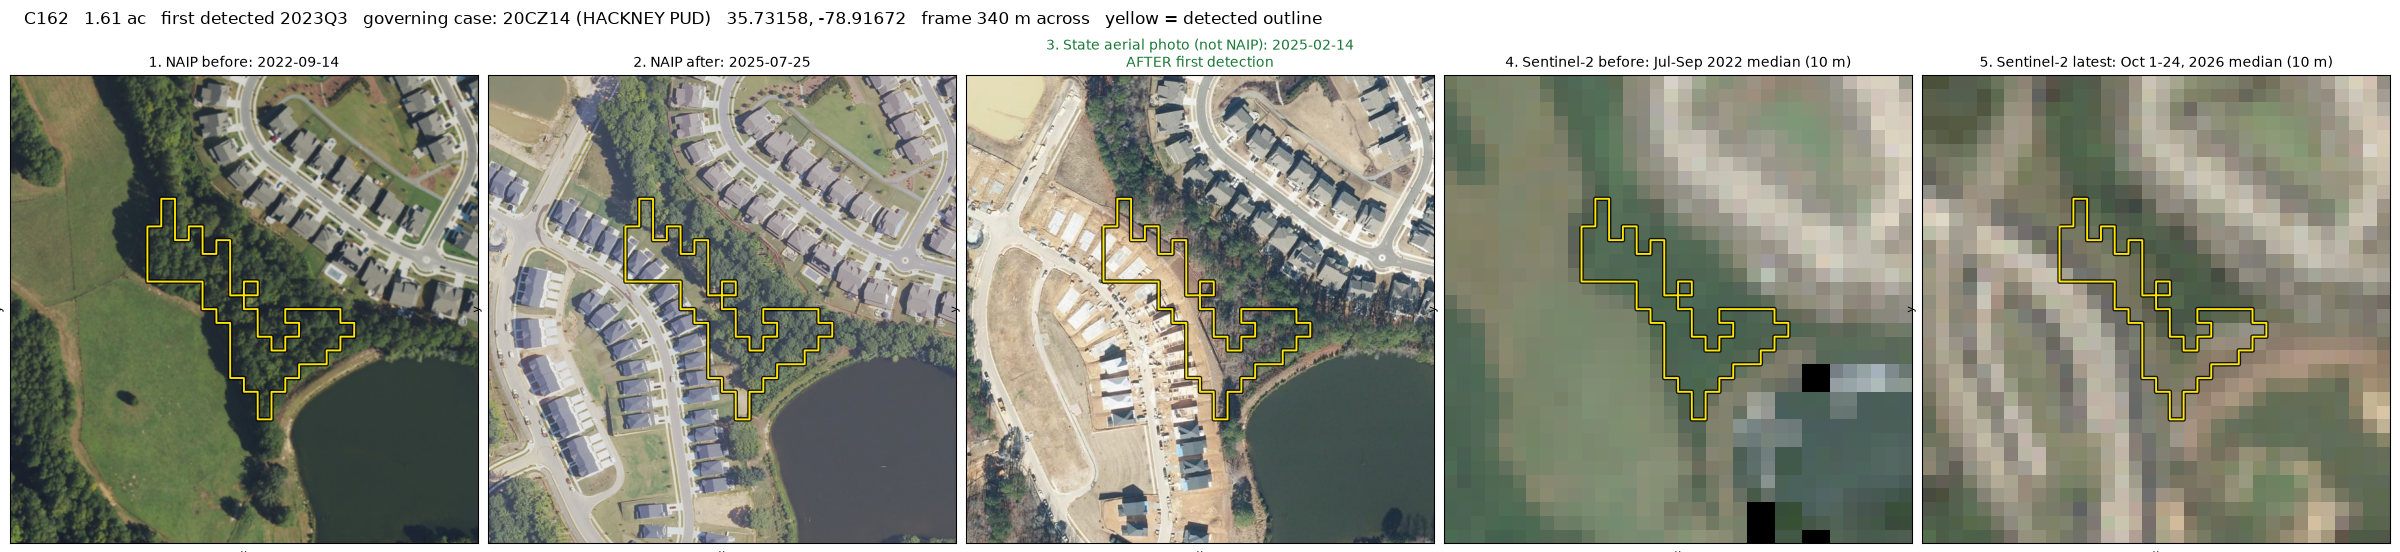 C162   1.61 ac   first detected 2023Q3   governing case: 20CZ14 (HACKNEY PUD)   35.73158, -78.91672   frame 340 m across   yellow = detected outline
1. NAIP before: 2022-09-14
2. NAIP after: 2025-07-25
3. State aerial photo (not NAIP): 2025-02-14
AFTER first detection
4. Sentinel-2 before: Jul-Sep 2022 median (10 m)
5. Sentinel-2 latest: Oct 1-24, 2026 median (10 m)